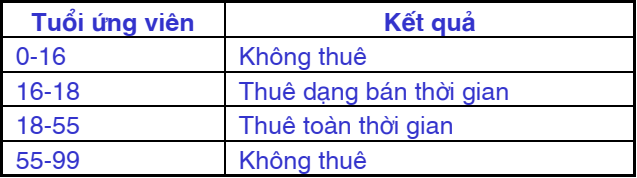 Tuổi ứng viên Kết quả
0-16 Không thuê
16-18 Thuê dạng bán thời gian
18-55 Thuê toàn thời gian
55-99 Không thuê